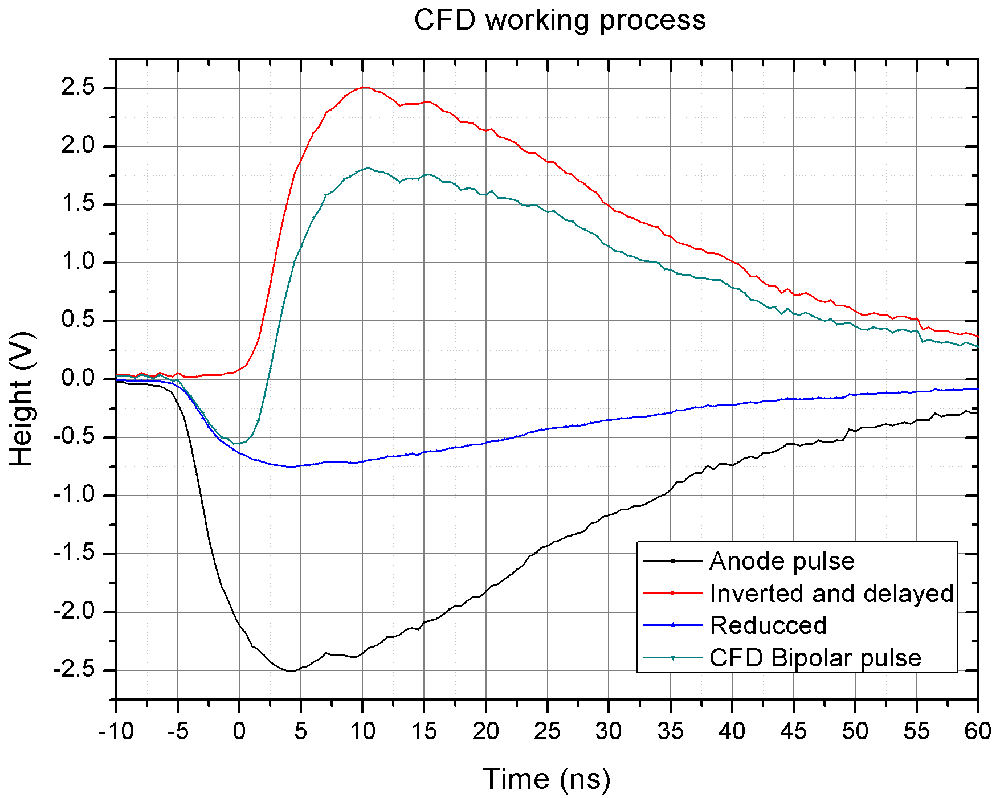 CFD working process
2.5
2.0
1.5
1.0
0.5
0.0
-0.5
-1.0
-1.5
-2.0
-2.5
Height (V)
Anode pulse
Inverted and delayed
Reducced
CFD Bipolar pulse
-10 -5 0 5 10 15 20 25 30 35 40 45 50 55 60
Time (ns)